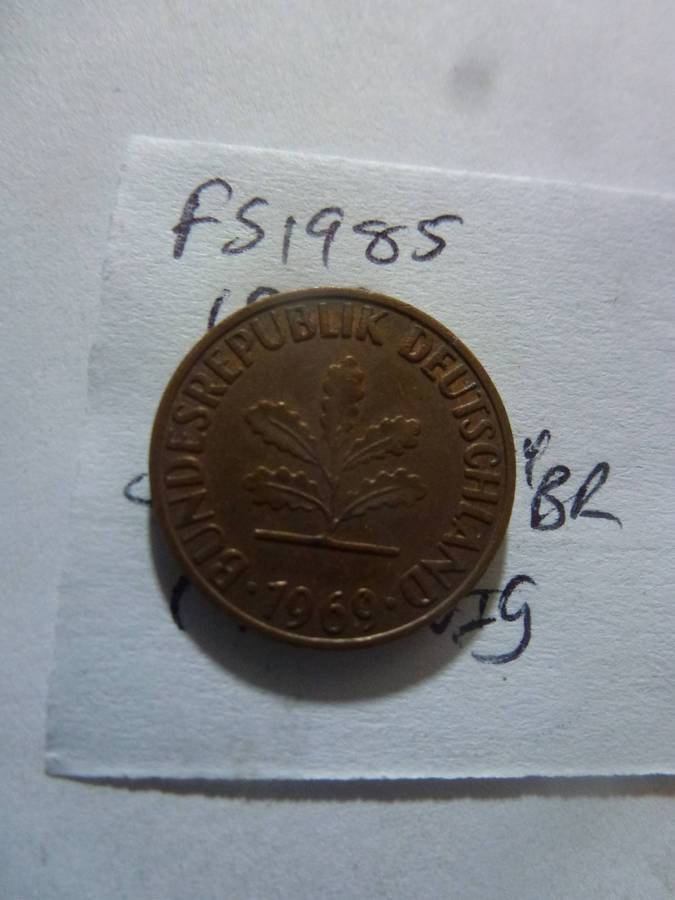 FS1985
BUNDESREPUBLIK DEUTSCHLAND
· 1969 ·
BR